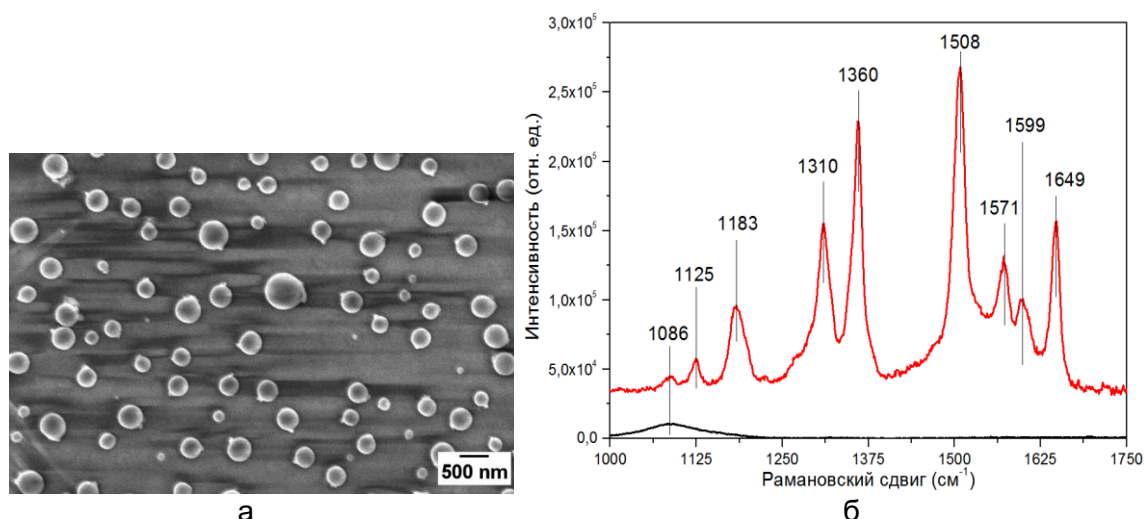 500 nm
а
Интенсивность (отн. ед.)
3,0x10⁵
2,5x10⁵
2,0x10⁵
1,5x10⁵
1,0x10⁵
5,0x10⁴
0,0
1086
1125
1183
1310
1360
1508
1571
1599
1649
1000 1125 1250 1375 1500 1625 1750
Рамановский сдвиг (см⁻¹)
б